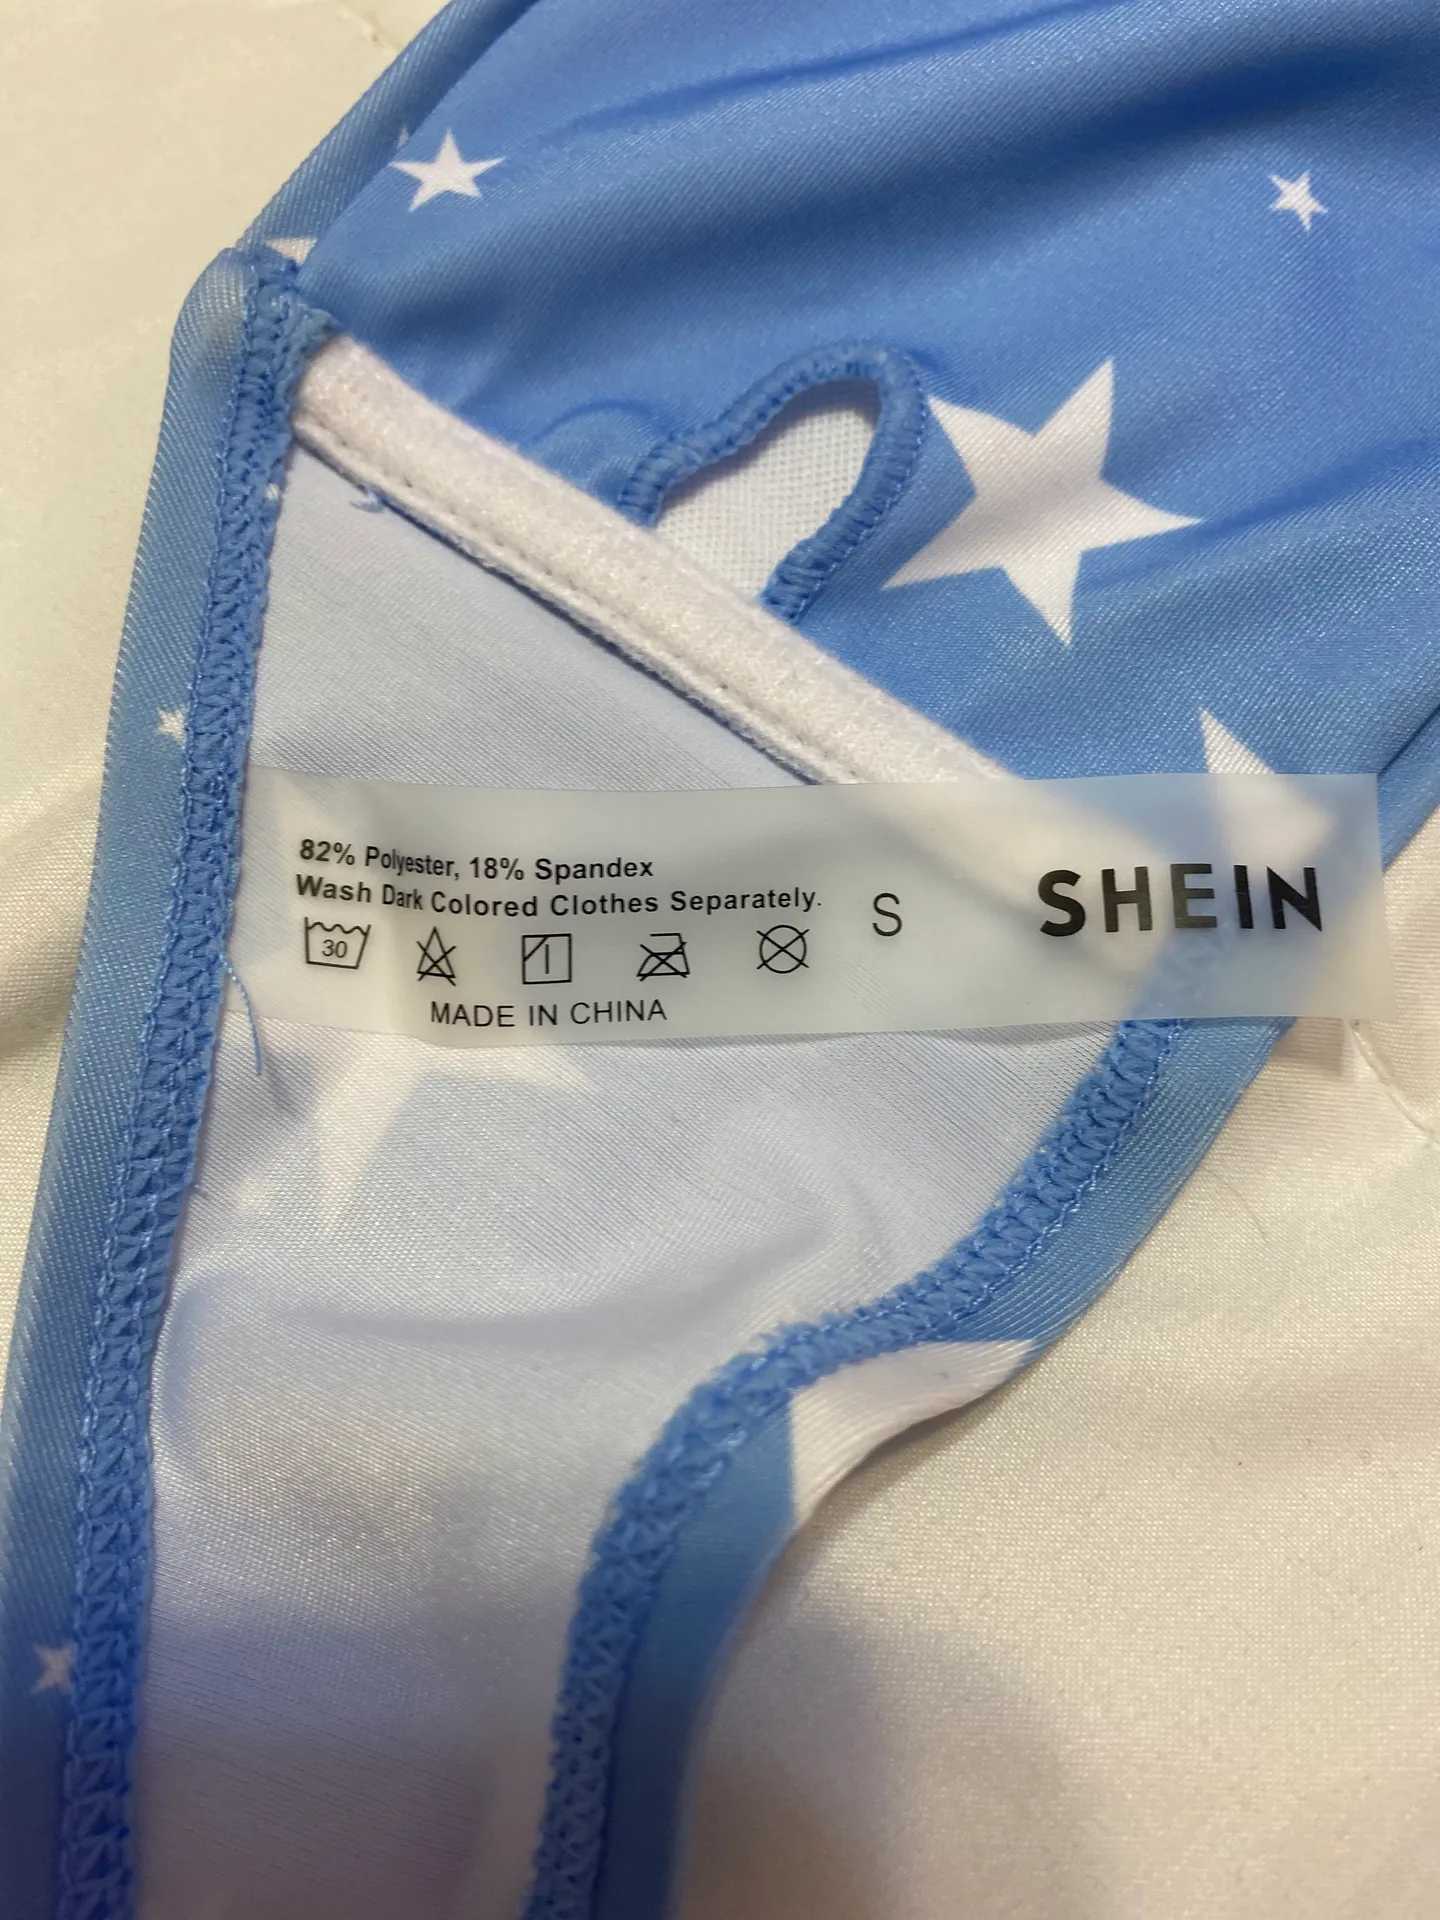 82% Polyester, 18% Spandex
Wash Dark Colored Clothes Separately.
30
MADE IN CHINA
S
SHEIN